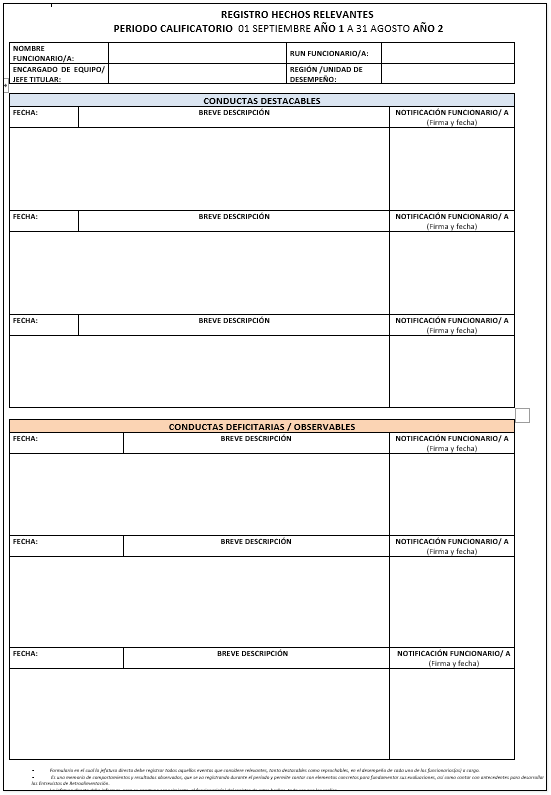 REGISTRO HECHOS RELEVANTES
PERIODO CALIFICATORIO 01 SEPTIEMBRE AÑO 1 A 31 AGOSTO AÑO 2
NOMBRE
FUNCIONARIO/A:
RUN FUNCIONARIO/A:
ENCARGADO DE EQUIPO/
JEFE TITULAR:
REGIÓN /UNIDAD DE
DESEMPEÑO:
CONDUCTAS DESTACABLES
FECHA: BREVE DESCRIPCIÓN NOTIFICACIÓN FUNCIONARIO/ A
(Firma y fecha)
FECHA: BREVE DESCRIPCIÓN NOTIFICACIÓN FUNCIONARIO/ A
(Firma y fecha)
FECHA: BREVE DESCRIPCIÓN NOTIFICACIÓN FUNCIONARIO/ A
(Firma y fecha)
CONDUCTAS DEFICITARIAS / OBSERVABLES
FECHA: BREVE DESCRIPCIÓN NOTIFICACIÓN FUNCIONARIO/ A
(Firma y fecha)
FECHA: BREVE DESCRIPCIÓN NOTIFICACIÓN FUNCIONARIO/ A
(Firma y fecha)
FECHA: BREVE DESCRIPCIÓN NOTIFICACIÓN FUNCIONARIO/ A
(Firma y fecha)
• Formulario en el cual la jefatura directa debe registrar todos aquellos eventos que considere relevantes, tanto destacables como reprochables, en el desempeño de cada uno de los funcionarios(as) a cargo.
• Es una memoria de comportamientos y resultados observados, que se va registrando durante el período y permite contar con elementos concretos para fundamentar sus evaluaciones, así como contar con antecedentes para desarrollar
las Entrevistas de Retroalimentación.